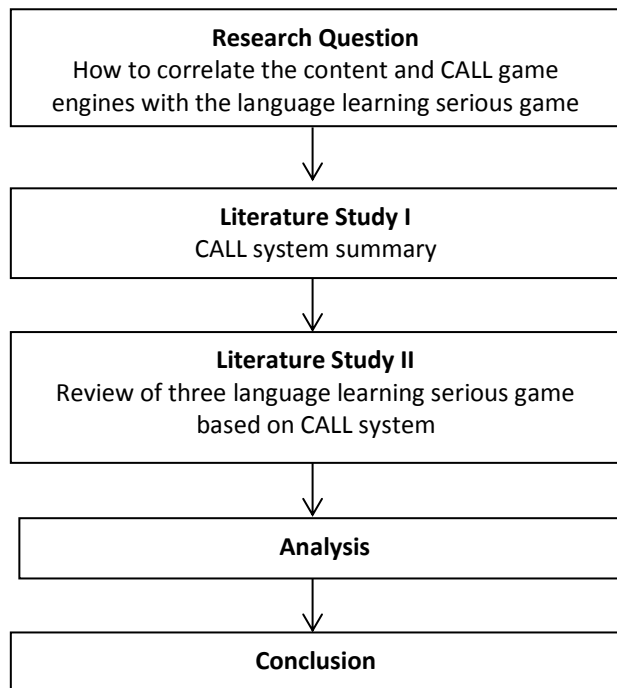 Research Question
How to correlate the content and CALL game
engines with the language learning serious game
Literature Study I
CALL system summary
Literature Study II
Review of three language learning serious game
based on CALL system
Analysis
Conclusion